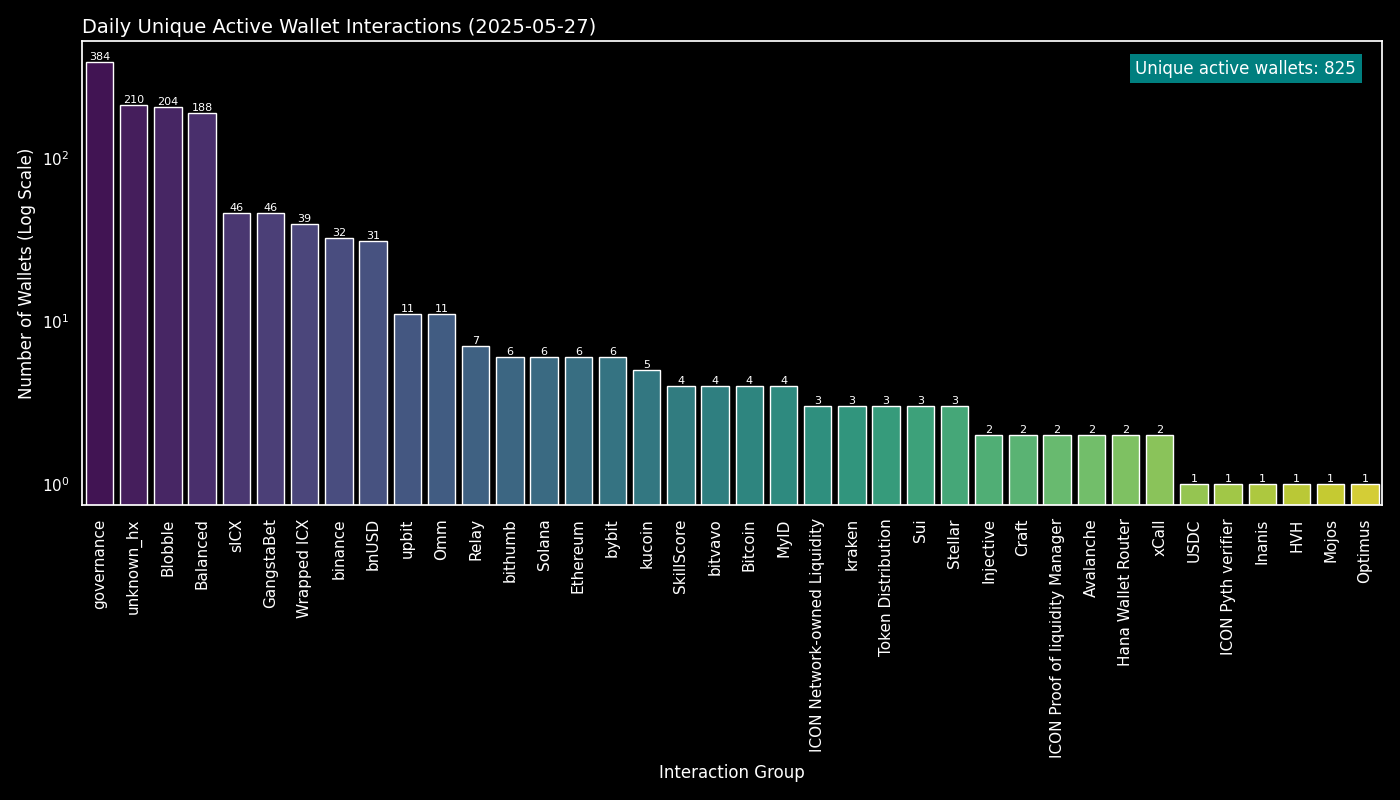 Daily Unique Active Wallet Interactions (2025-05-27)
Unique active wallets: 825
Number of Wallets (Log Scale)
10²
10¹
10⁰
384
210
204
188
46
46
39
32
31
11
11
7
6
6
6
6
5
4
4
4
4
3
3
3
3
3
2
2
2
2
2
2
1
1
1
1
1
1
governance
unknown_hx
Blobble
Balanced
sICX
GangstaBet
Wrapped ICX
binance
bnUSD
upbit
Omm
Relay
bithumb
Solana
Ethereum
bybit
kucoin
SkillScore
bitvavo
Bitcoin
MyID
ICON Network-owned Liquidity
kraken
Token Distribution
Sui
Stellar
Injective
Craft
ICON Proof of liquidity Manager
Avalanche
Hana Wallet Router
xCall
USDC
ICON Pyth verifier
Inanis
HVH
Mojos
Optimus
Interaction Group